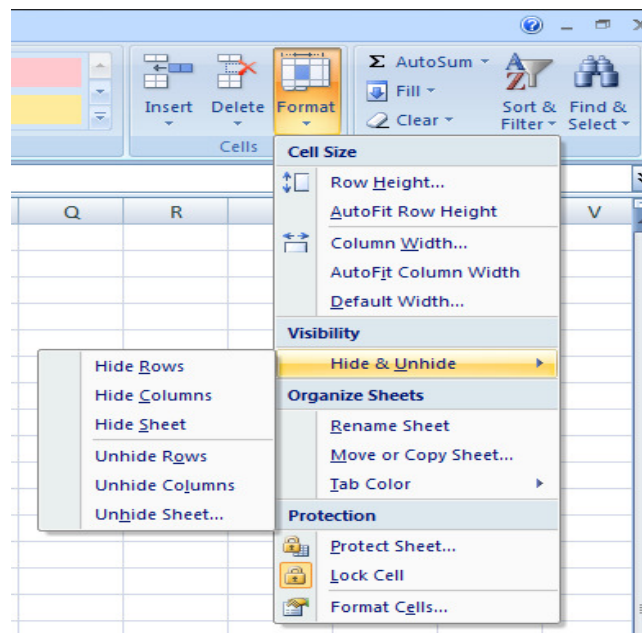 Insert Delete Format
Σ AutoSum
Fill
Clear
Sort & Filter
Find & Select
Cells
Q R V
Cell Size
Row Height...
AutoFit Row Height
Column Width...
AutoFit Column Width
Default Width...
Visibility
Hide & Unhide
Hide Rows
Hide Columns
Hide Sheet
Unhide Rows
Unhide Columns
Unhide Sheet...
Organize Sheets
Rename Sheet
Move or Copy Sheet...
Tab Color
Protection
Protect Sheet...
Lock Cell
Format Cells...